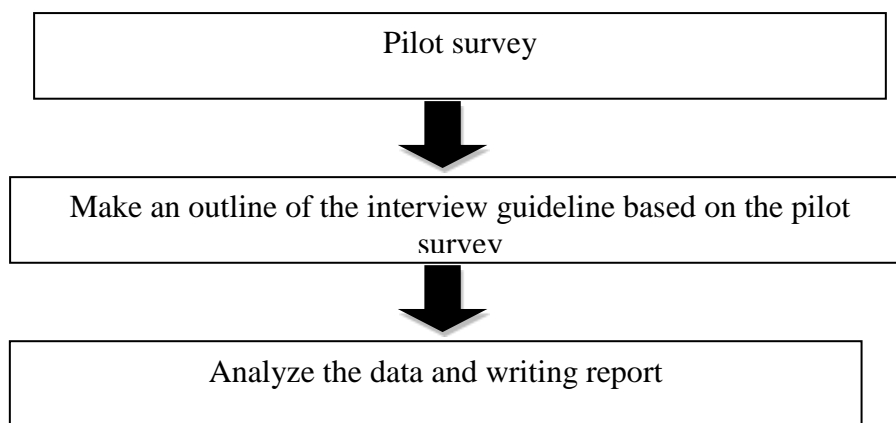 Pilot survey
Make an outline of the interview guideline based on the pilot
survey
Analyze the data and writing report